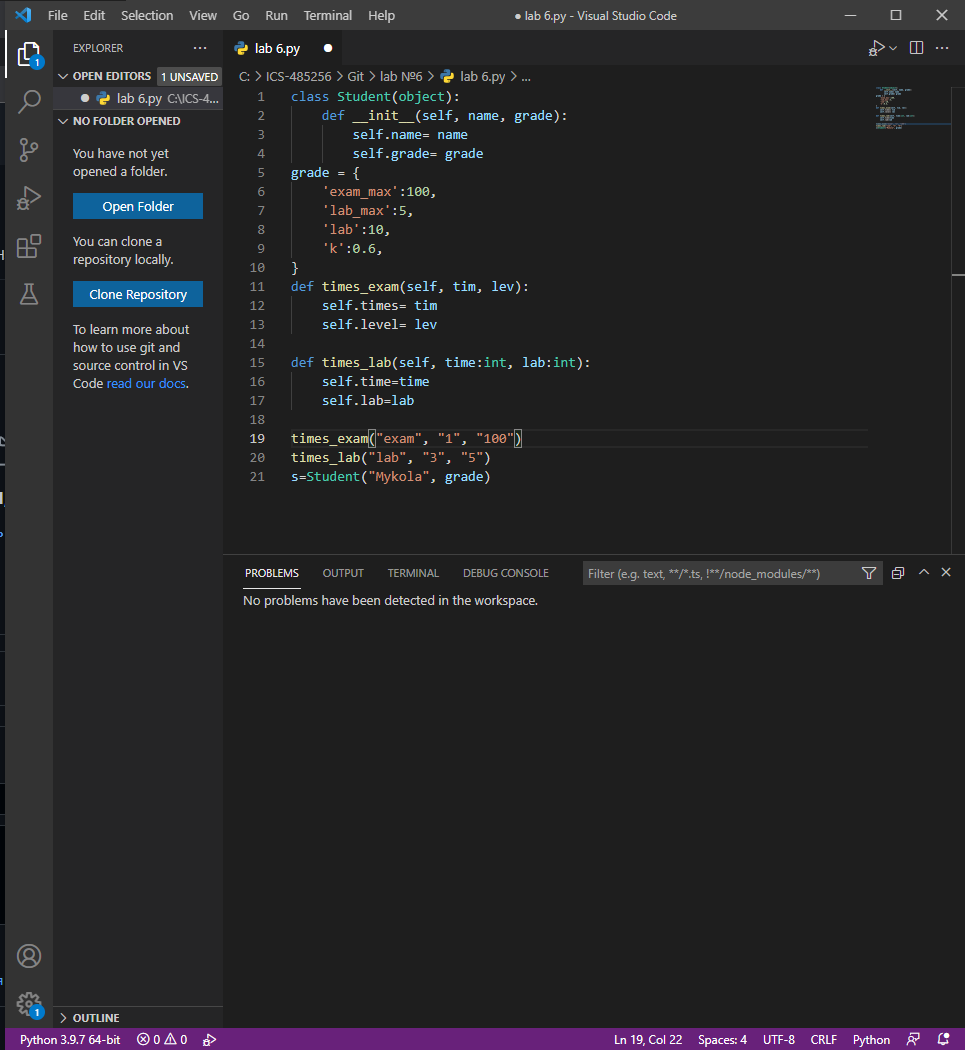 File Edit Selection View Go Run Terminal Help
● lab 6.py - Visual Studio Code
EXPLORER
OPEN EDITORS 1 UNSAVED
lab 6.py C:\ICS-4...
NO FOLDER OPENED
You have not yet
opened a folder.
Open Folder
You can clone a
repository locally.
Clone Repository
To learn more about
how to use git and
source control in VS
Code read our docs.
OUTLINE
1
1
lab 6.py
C: > ICS-485256 > Git > lab №6 > lab 6.py > ...
1 class Student(object):
2     def __init__(self, name, grade):
3         self.name= name
4         self.grade= grade
5 grade = {
6     'exam_max':100,
7     'lab_max':5,
8     'lab':10,
9     'k':0.6,
10 }
11 def times_exam(self, tim, lev):
12     self.times= tim
13     self.level= lev
14
15 def times_lab(self, time:int, lab:int):
16     self.time=time
17     self.lab=lab
18
19 times_exam("exam", "1", "100")
20 times_lab("lab", "3", "5")
21 s=Student("Mykola", grade)
PROBLEMS OUTPUT TERMINAL DEBUG CONSOLE
Filter (e.g. text, **/*.ts, !**/node_modules/**)
No problems have been detected in the workspace.
Python 3.9.7 64-bit 0 0
Ln 19, Col 22 Spaces: 4 UTF-8 CRLF Python